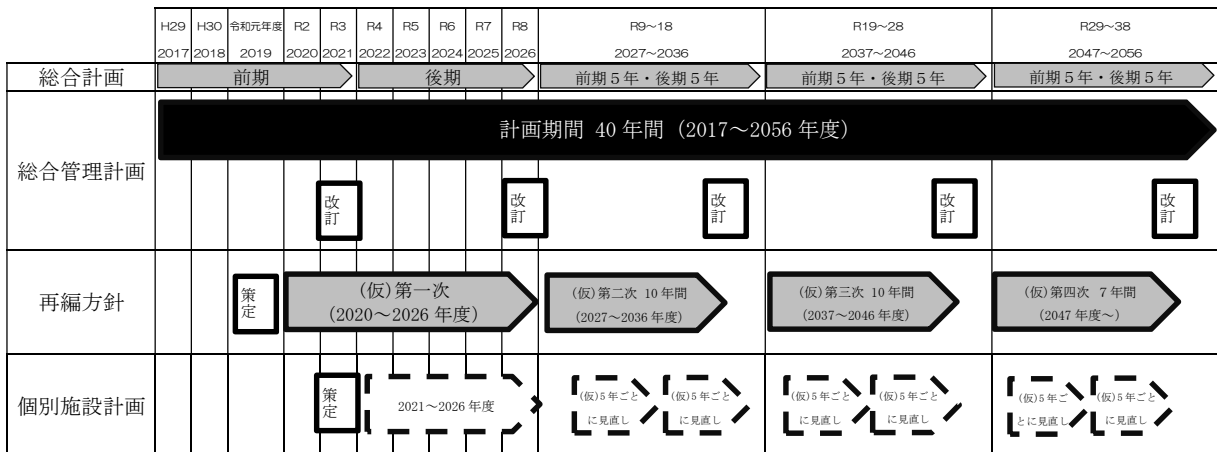 H29 H30 令和元年度 R2 R3 R4 R5 R6 R7 R8 R9～18 R19～28 R29～38
2017 2018 2019 2020 2021 2022 2023 2024 2025 2026 2027～2036 2037～2046 2047～2056
総合計画 前期 後期 前期５年・後期５年 前期５年・後期５年 前期５年・後期５年
計画期間 40 年間（2017～2056 年度）
総合管理計画
改訂 改訂 改訂 改訂 改訂
再編方針
策定
(仮)第一次
（2020～2026 年度）
(仮)第二次 10 年間
（2027～2036 年度）
(仮)第三次 10 年間
（2037～2046 年度）
(仮)第四次 7 年間
（2047 年度～）
個別施設計画
策定
2021～2026 年度
(仮)５年ごと
に見直し
(仮)５年ごと
に見直し
(仮)５年ごと
に見直し
(仮)５年ごと
に見直し
(仮)５年ご
とに見直し
(仮)５年ごと
に見直し